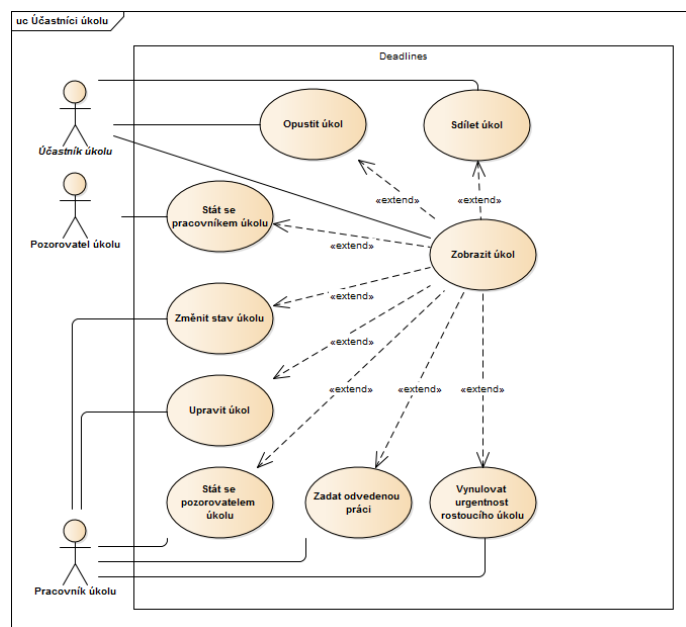 uc Účastníci úkolu
Deadlines
Účastník úkolu
Opustit úkol
Sdílet úkol
«extend»
«extend»
Pozorovatel úkolu
Stát se
pracovníkem úkolu
«extend»
Zobrazit úkol
Změnit stav úkolu
«extend»
«extend»
Upravit úkol
«extend»
«extend»
«extend»
Stát se
pozorovatelem
úkolu
Zadat odvedenou
práci
Vynulovat
urgentnost
rostoucího úkolu
Pracovník úkolu